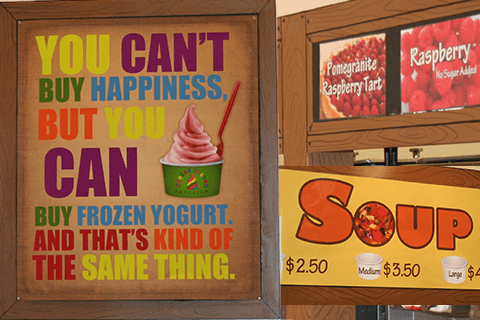 YOU CAN'T
BUY HAPPINESS,
BUT YOU
CAN
BUY FROZEN YOGURT.
AND THAT'S KIND OF
THE SAME THING.
Pomegranite
Raspberry Tart
Raspberry
No Sugar Added
SOUP
$2.50
Medium
$3.50
Large